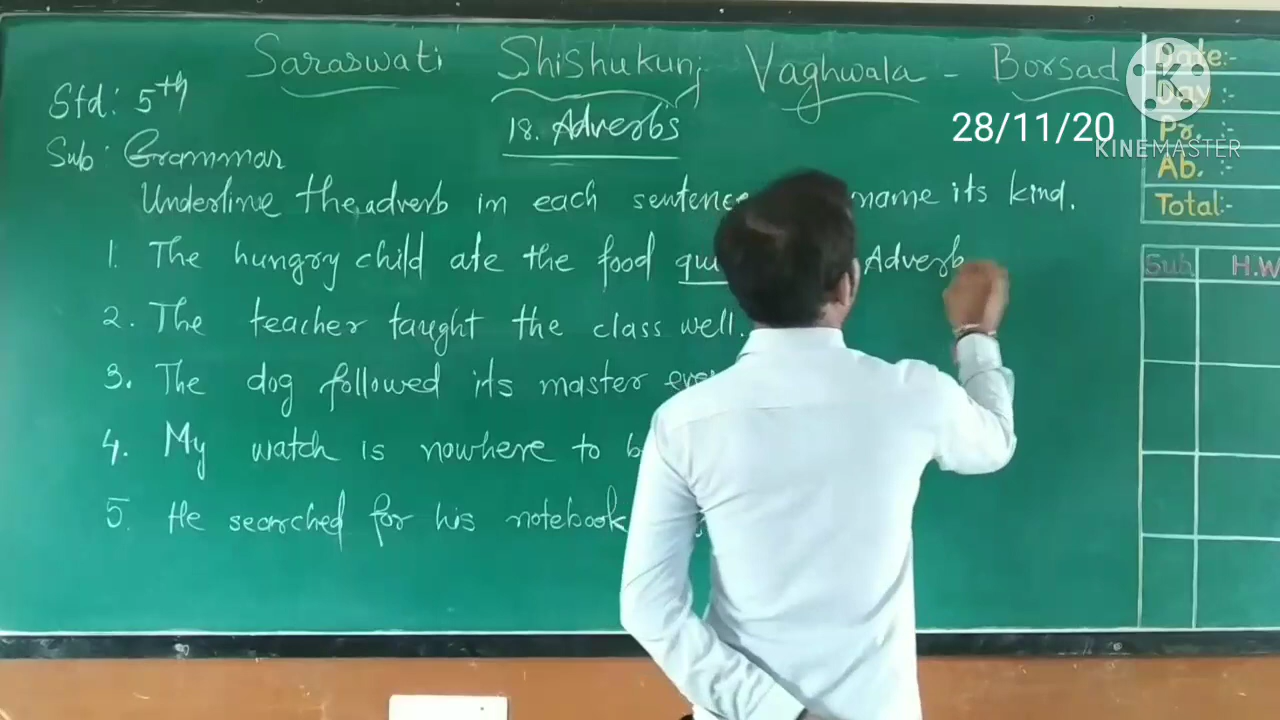 Saraswati Shishukunj Vaghwala - Borsad
Std: 5th
18. Adverbs
Sub: Grammar
Underline the adverb in each sentence name its kind.
1. The hungry child ate the food Adverb
2. The teacher taught the class well.
3. The dog followed its master
4. My watch is nowhere to
5. He searched for his notebook
Date:-
Day :-
Pr. :-
Ab. :-
Total:-
Sub H.W
28/11/20
KINEMASTER